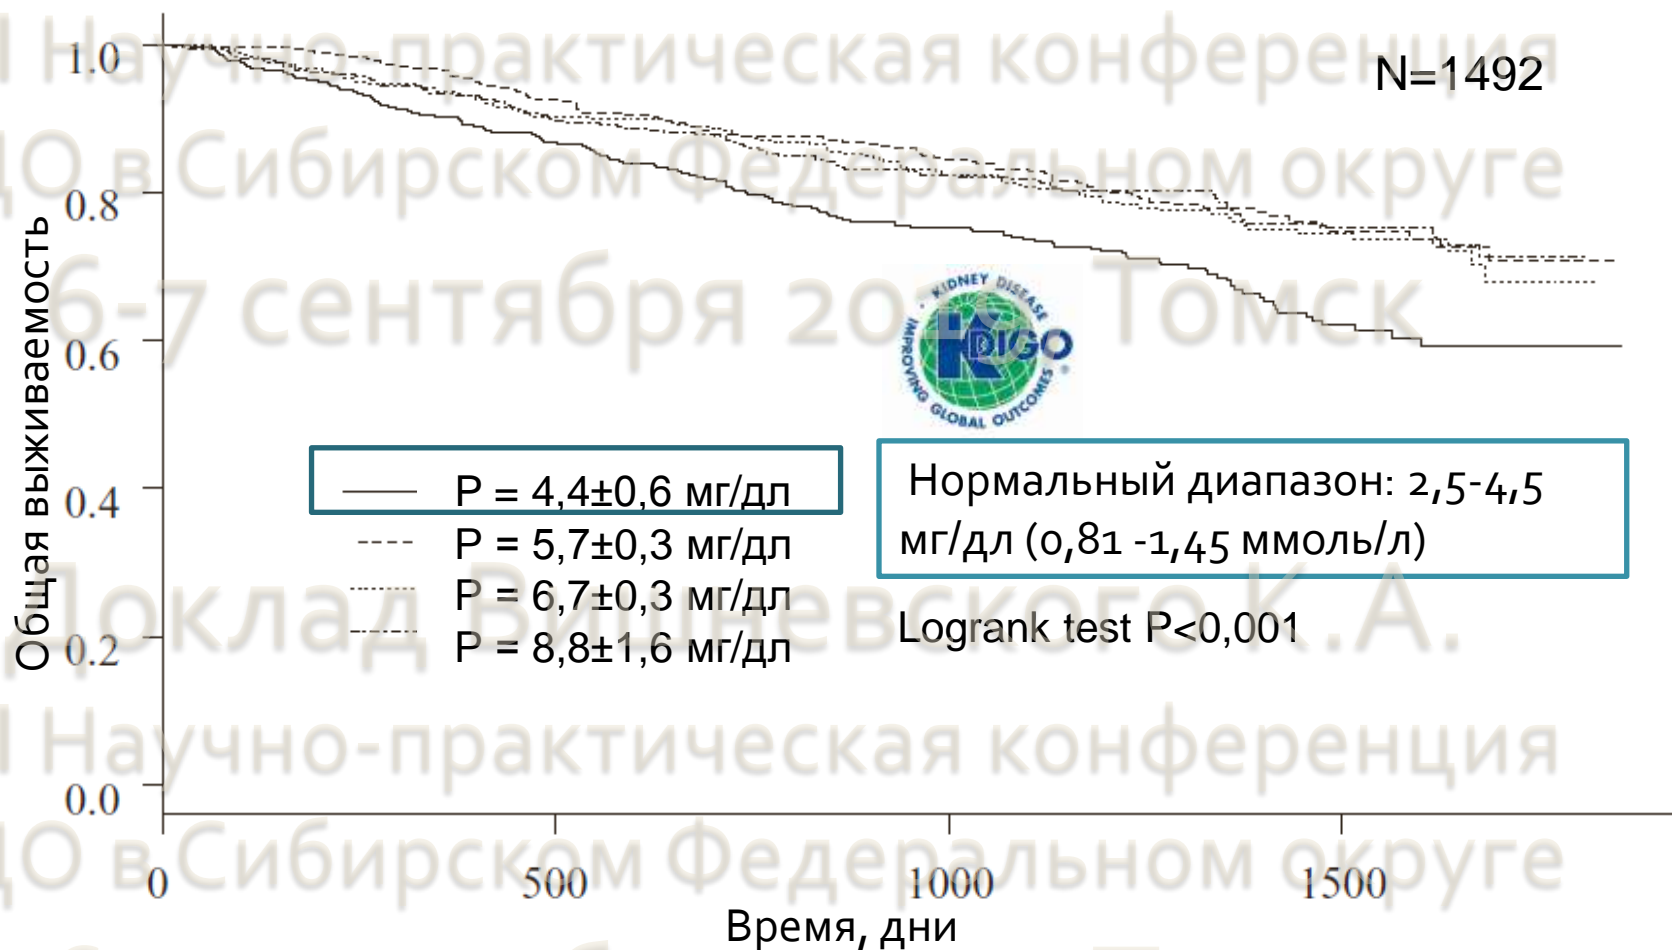 I Научно-практическая конференция
N=1492
ДО в Сибирском Федеральном округе
6-7 сентября 20 Томск
KIDNEY DISEASE
KDIGO
IMPROVING GLOBAL OUTCOMES
Общая выживаемость
1.0
0.8
0.6
0.4
0.2
0.0
P = 4,4±0,6 мг/дл
P = 5,7±0,3 мг/дл
P = 6,7±0,3 мг/дл
P = 8,8±1,6 мг/дл
Нормальный диапазон: 2,5-4,5
мг/дл (0,81 -1,45 ммоль/л)
Logrank test P<0,001
Доклад Вишневского К.А.
I Научно-практическая конференция
ДО в Сибирском Федеральном округе
0 500 1000 1500
Время, дни